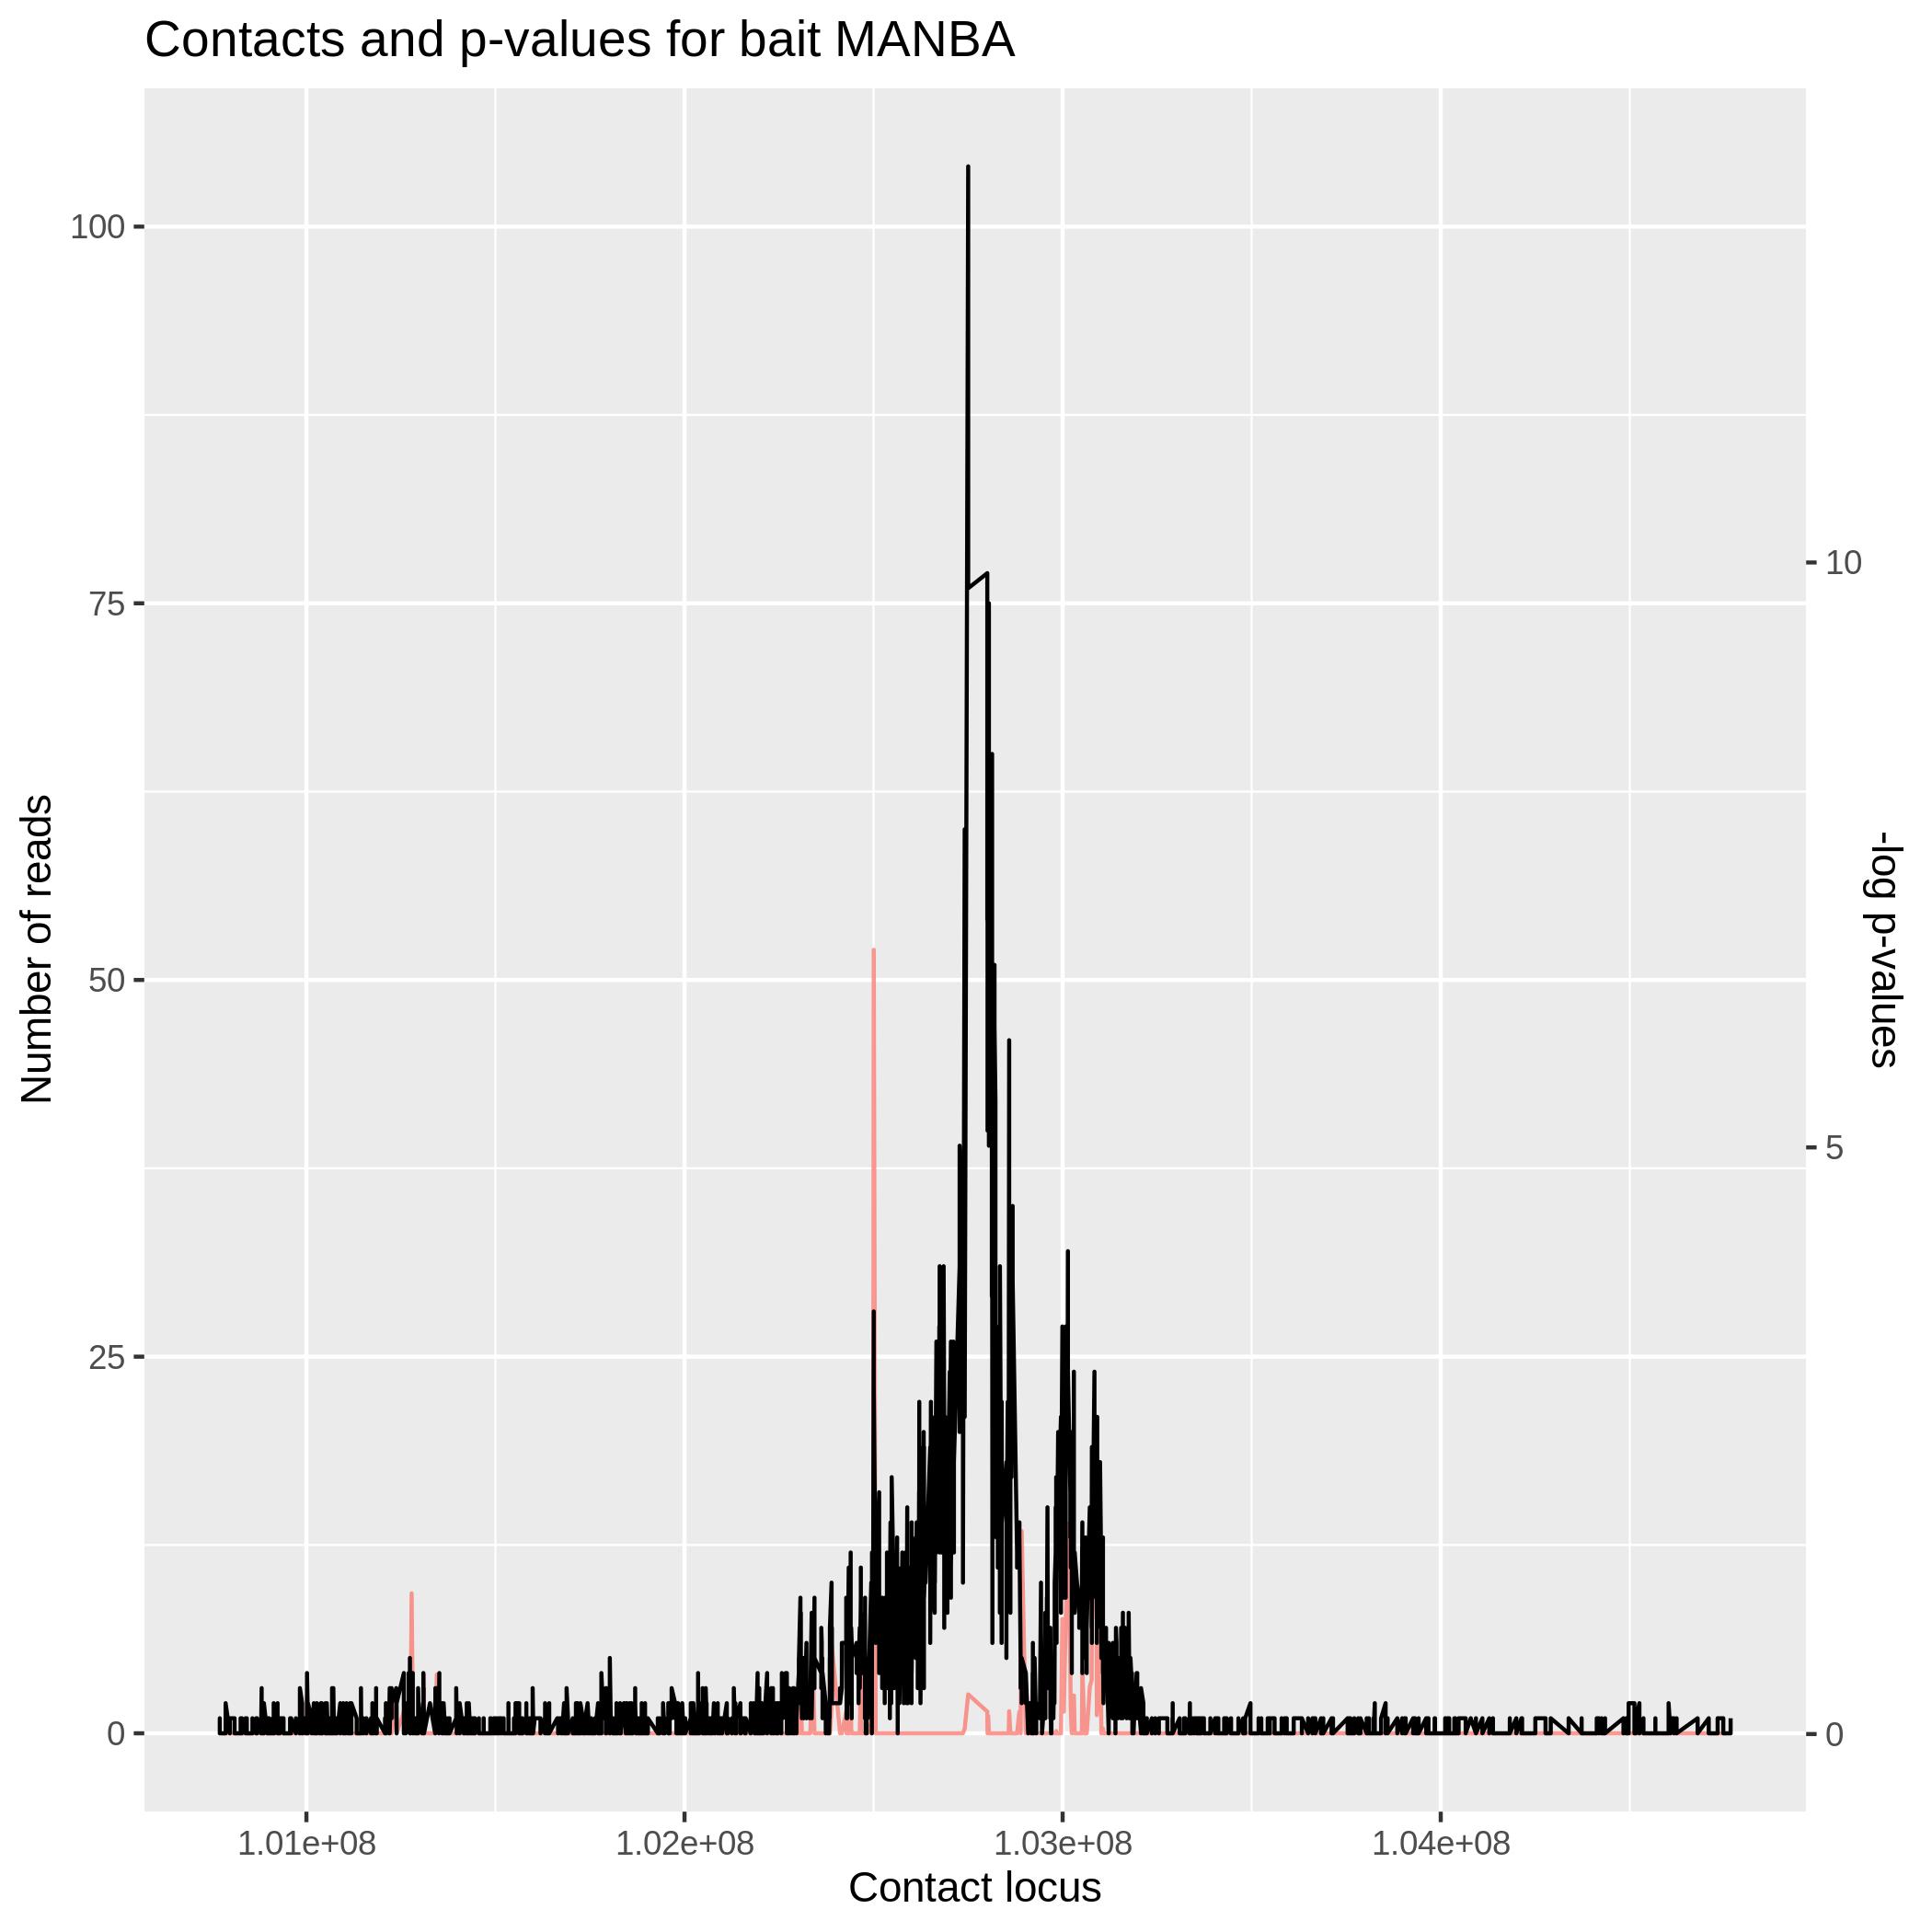 Contacts and p-values for bait MANBA
Number of reads
100
75
50
25
0
10
5
0
-log p-values
1.01e+08 1.02e+08 1.03e+08 1.04e+08
Contact locus